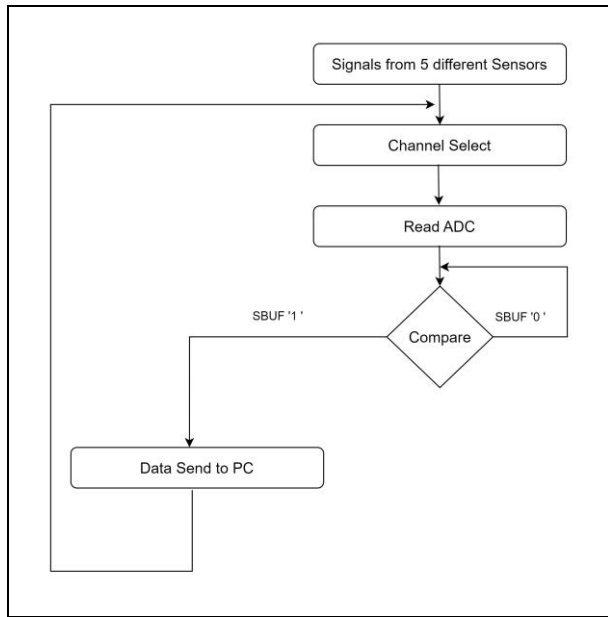 Signals from 5 different Sensors
Channel Select
Read ADC
SBUF '1 '
SBUF '0 '
Compare
Data Send to PC